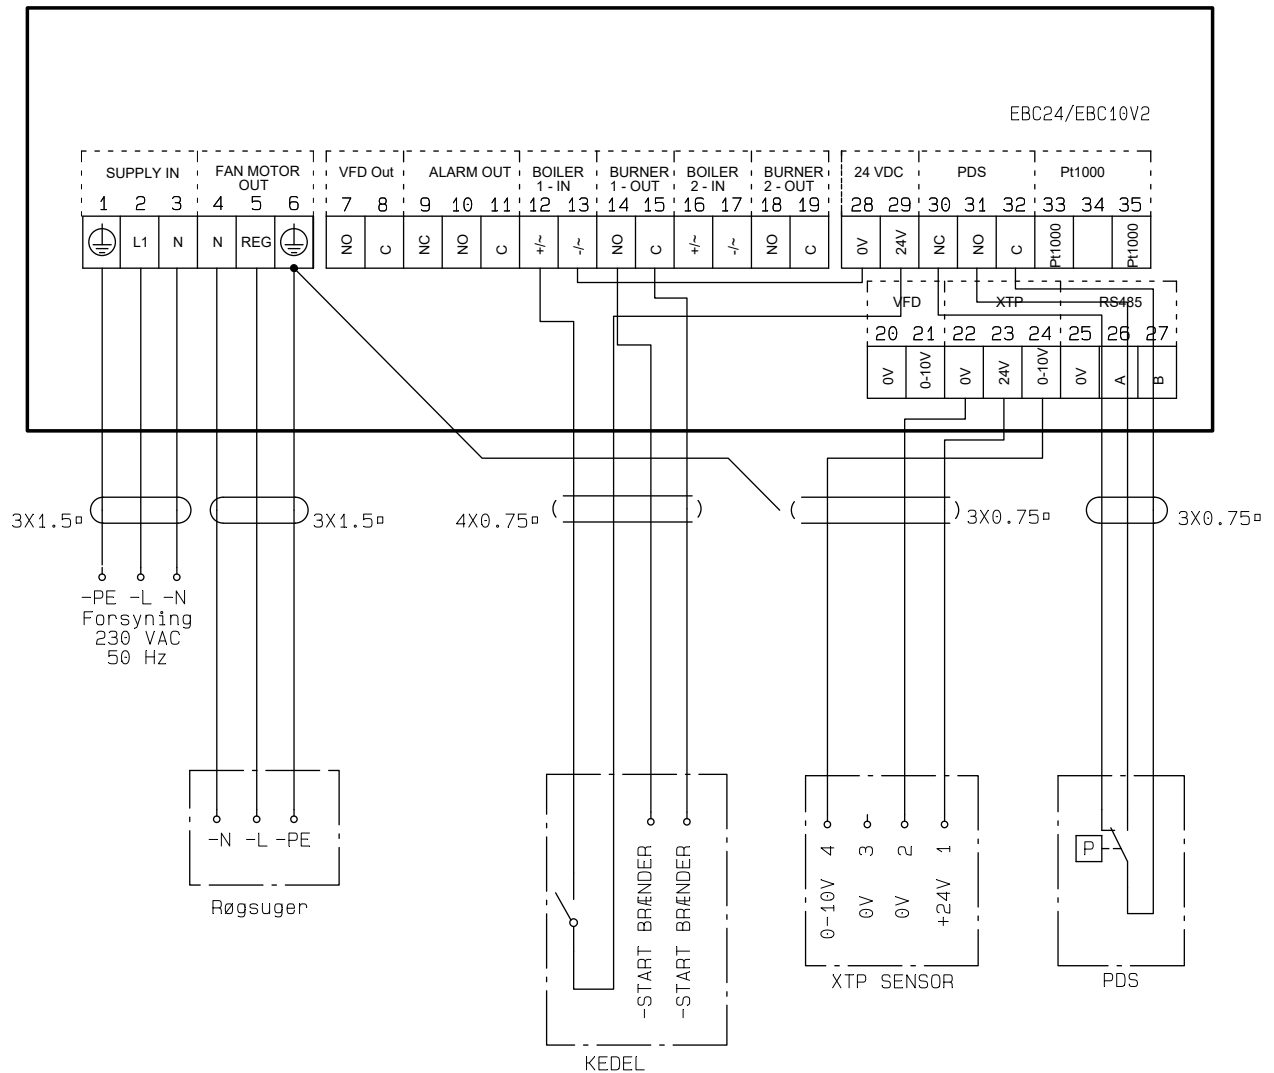 EBC24/EBC10V2
SUPPLY IN
FAN MOTOR
OUT
VFD Out
ALARM OUT
BOILER
1 - IN
BURNER
1 - OUT
BOILER
2 - IN
BURNER
2 - OUT
24 VDC
PDS
Pt1000
1 2 3 4 5 6 7 8 9 10 11 12 13 14 15 16 17 18 19 28 29 30 31 32 33 34 35
L1 N N REG NO C NC NO C +/~ -/~ NO C +/~ -/~ NO C 0V 24V NC NO C Pt1000 Pt1000
VFD XTP RS485
20 21 22 23 24 25 26 27
0V 0-10V 0V 24V 0-10V 0V A B
3X1.5▫ 3X1.5▫ 4X0.75▫ 3X0.75▫ 3X0.75▫
-PE -L -N
Forsyning
230 VAC
50 Hz
-N -L -PE
Røgsuger
-START BRÆNDER
-START BRÆNDER
KEDEL
0-10V 4
0V 3
0V 2
+24V 1
XTP SENSOR
P
PDS